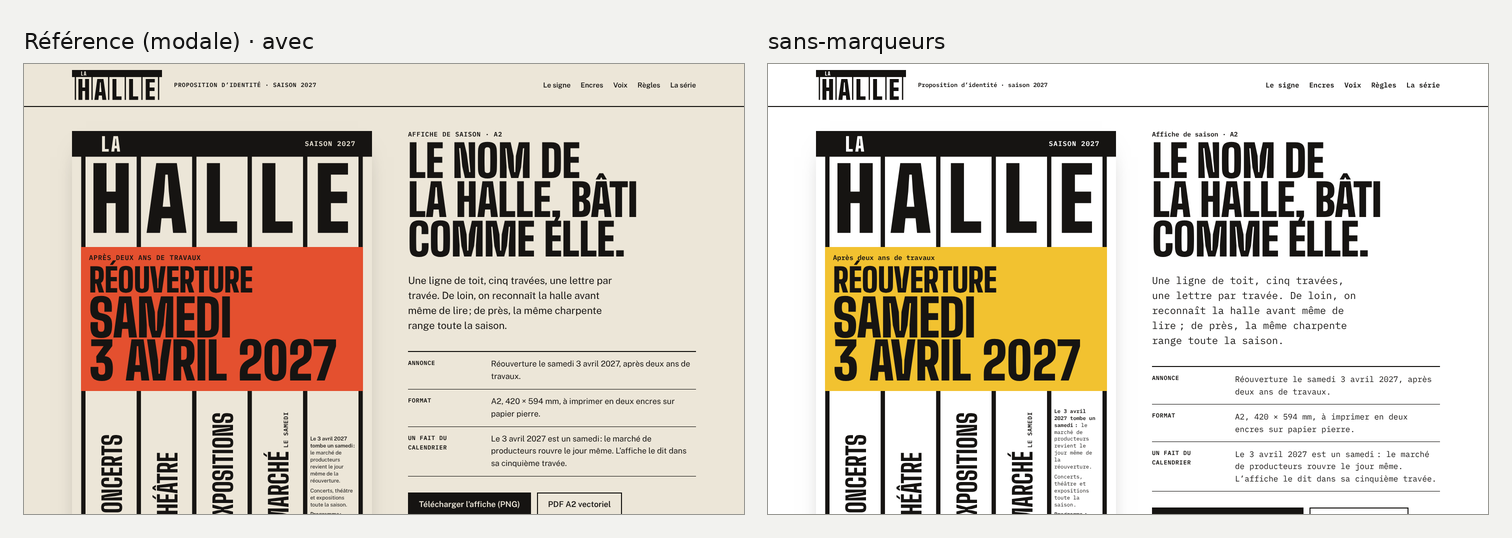 Référence (modale) · avec
LA
HALLE
PROPOSITION D'IDENTITÉ · SAISON 2027
Le signe Encres Voix Règles La série
LA
SAISON 2027
HALLE
APRÈS DEUX ANS DE TRAVAUX
RÉOUVERTURE
SAMEDI
3 AVRIL 2027
ONCERTS
HÉÂTRE
XPOSITIONS
MARCHÉ
LE SAMEDI
Le 3 avril 2027
tombe un samedi :
le marché de
producteurs
revient le jour
même de la
réouverture.
Concerts, théâtre
et expositions
toute la saison.
AFFICHE DE SAISON · A2
LE NOM DE
LA HALLE, BÂTI
COMME ELLE.
Une ligne de toit, cinq travées, une lettre par
travée. De loin, on reconnaît la halle avant
même de lire ; de près, la même charpente
range toute la saison.
ANNONCE
Réouverture le samedi 3 avril 2027, après deux ans de
travaux.
FORMAT
A2, 420 × 594 mm, à imprimer en deux encres sur
papier pierre.
UN FAIT DU
CALENDRIER
Le 3 avril 2027 est un samedi : le marché de
producteurs rouvre le jour même. L'affiche le dit dans
sa cinquième travée.
Télécharger l'affiche (PNG)
PDF A2 vectoriel
sans-marqueurs
LA
HALLE
Proposition d'identité · saison 2027
Le signe Encres Voix Règles La série
LA
SAISON 2027
HALLE
Après deux ans de travaux
RÉOUVERTURE
SAMEDI
3 AVRIL 2027
ONCERTS
HÉÂTRE
XPOSITIONS
MARCHÉ
LE SAMEDI
Le 3 avril
2027 tombe un
samedi : le
marché de
producteurs
revient le
jour même de
la
réouverture.
Concerts,
théâtre et
expositions
toute la
saison.
Affiche de saison · A2
LE NOM DE
LA HALLE, BÂTI
COMME ELLE.
Une ligne de toit, cinq travées,
une lettre par travée. De loin, on
reconnaît la halle avant même de
lire ; de près, la même charpente
range toute la saison.
ANNONCE
Réouverture le samedi 3 avril 2027, après
deux ans de travaux.
FORMAT
A2, 420 × 594 mm, à imprimer en deux
encres sur papier pierre.
UN FAIT DU
CALENDRIER
Le 3 avril 2027 est un samedi : le marché
de producteurs rouvre le jour même.
L'affiche le dit dans sa cinquième travée.